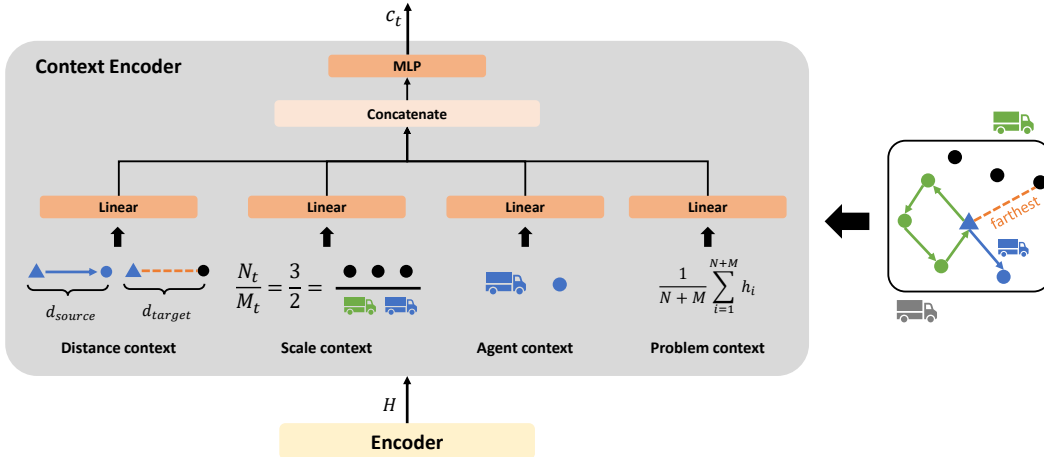 c_t
Context Encoder
MLP
Concatenate
Linear Linear Linear Linear
farthest
N_t/M_t = 3/2 =
1/(N + M) ∑_{i=1}^{N+M} h_i
d_source d_target
Distance context Scale context Agent context Problem context
H
Encoder